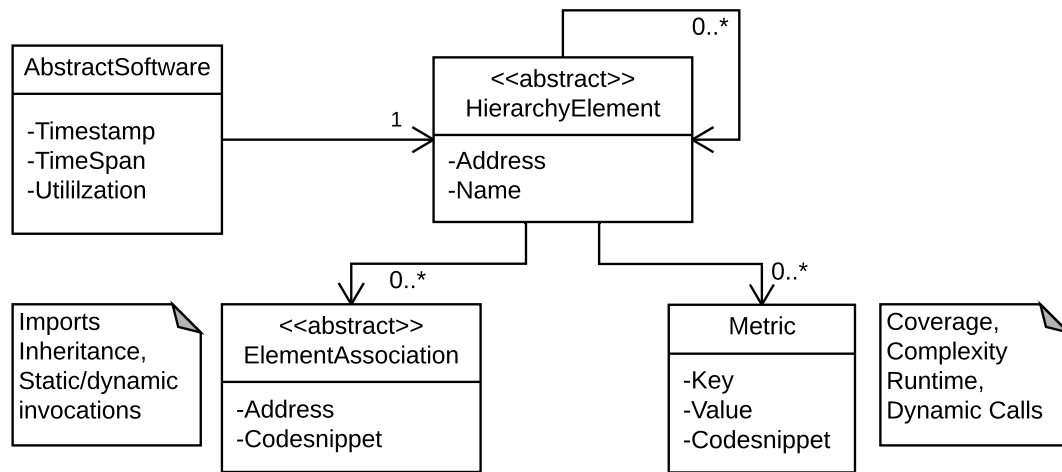 AbstractSoftware
-Timestamp
-TimeSpan
-Utililzation
1
0..*
<<abstract>>
HierarchyElement
-Address
-Name
0..*
0..*
Imports
Inheritance,
Static/dynamic
invocations
<<abstract>>
ElementAssociation
-Address
-Codesnippet
Metric
-Key
-Value
-Codesnippet
Coverage,
Complexity
Runtime,
Dynamic Calls